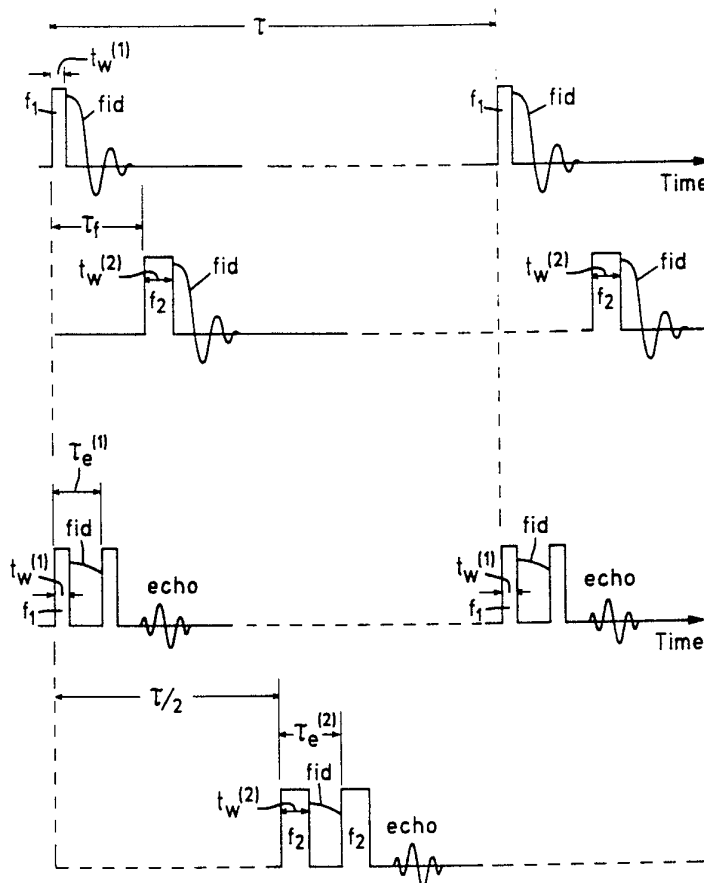 τ
t_w^(1)
f_1 fid
f_1 fid
Time
τ_f
t_w^(2) fid
f_2
t_w^(2) fid
f_2
τ_e^(1)
fid
t_w^(1)
f_1
echo
fid
t_w^(1)
f_1
echo
Time
τ/2
τ_e^(2)
fid
t_w^(2)
f_2 f_2
echo